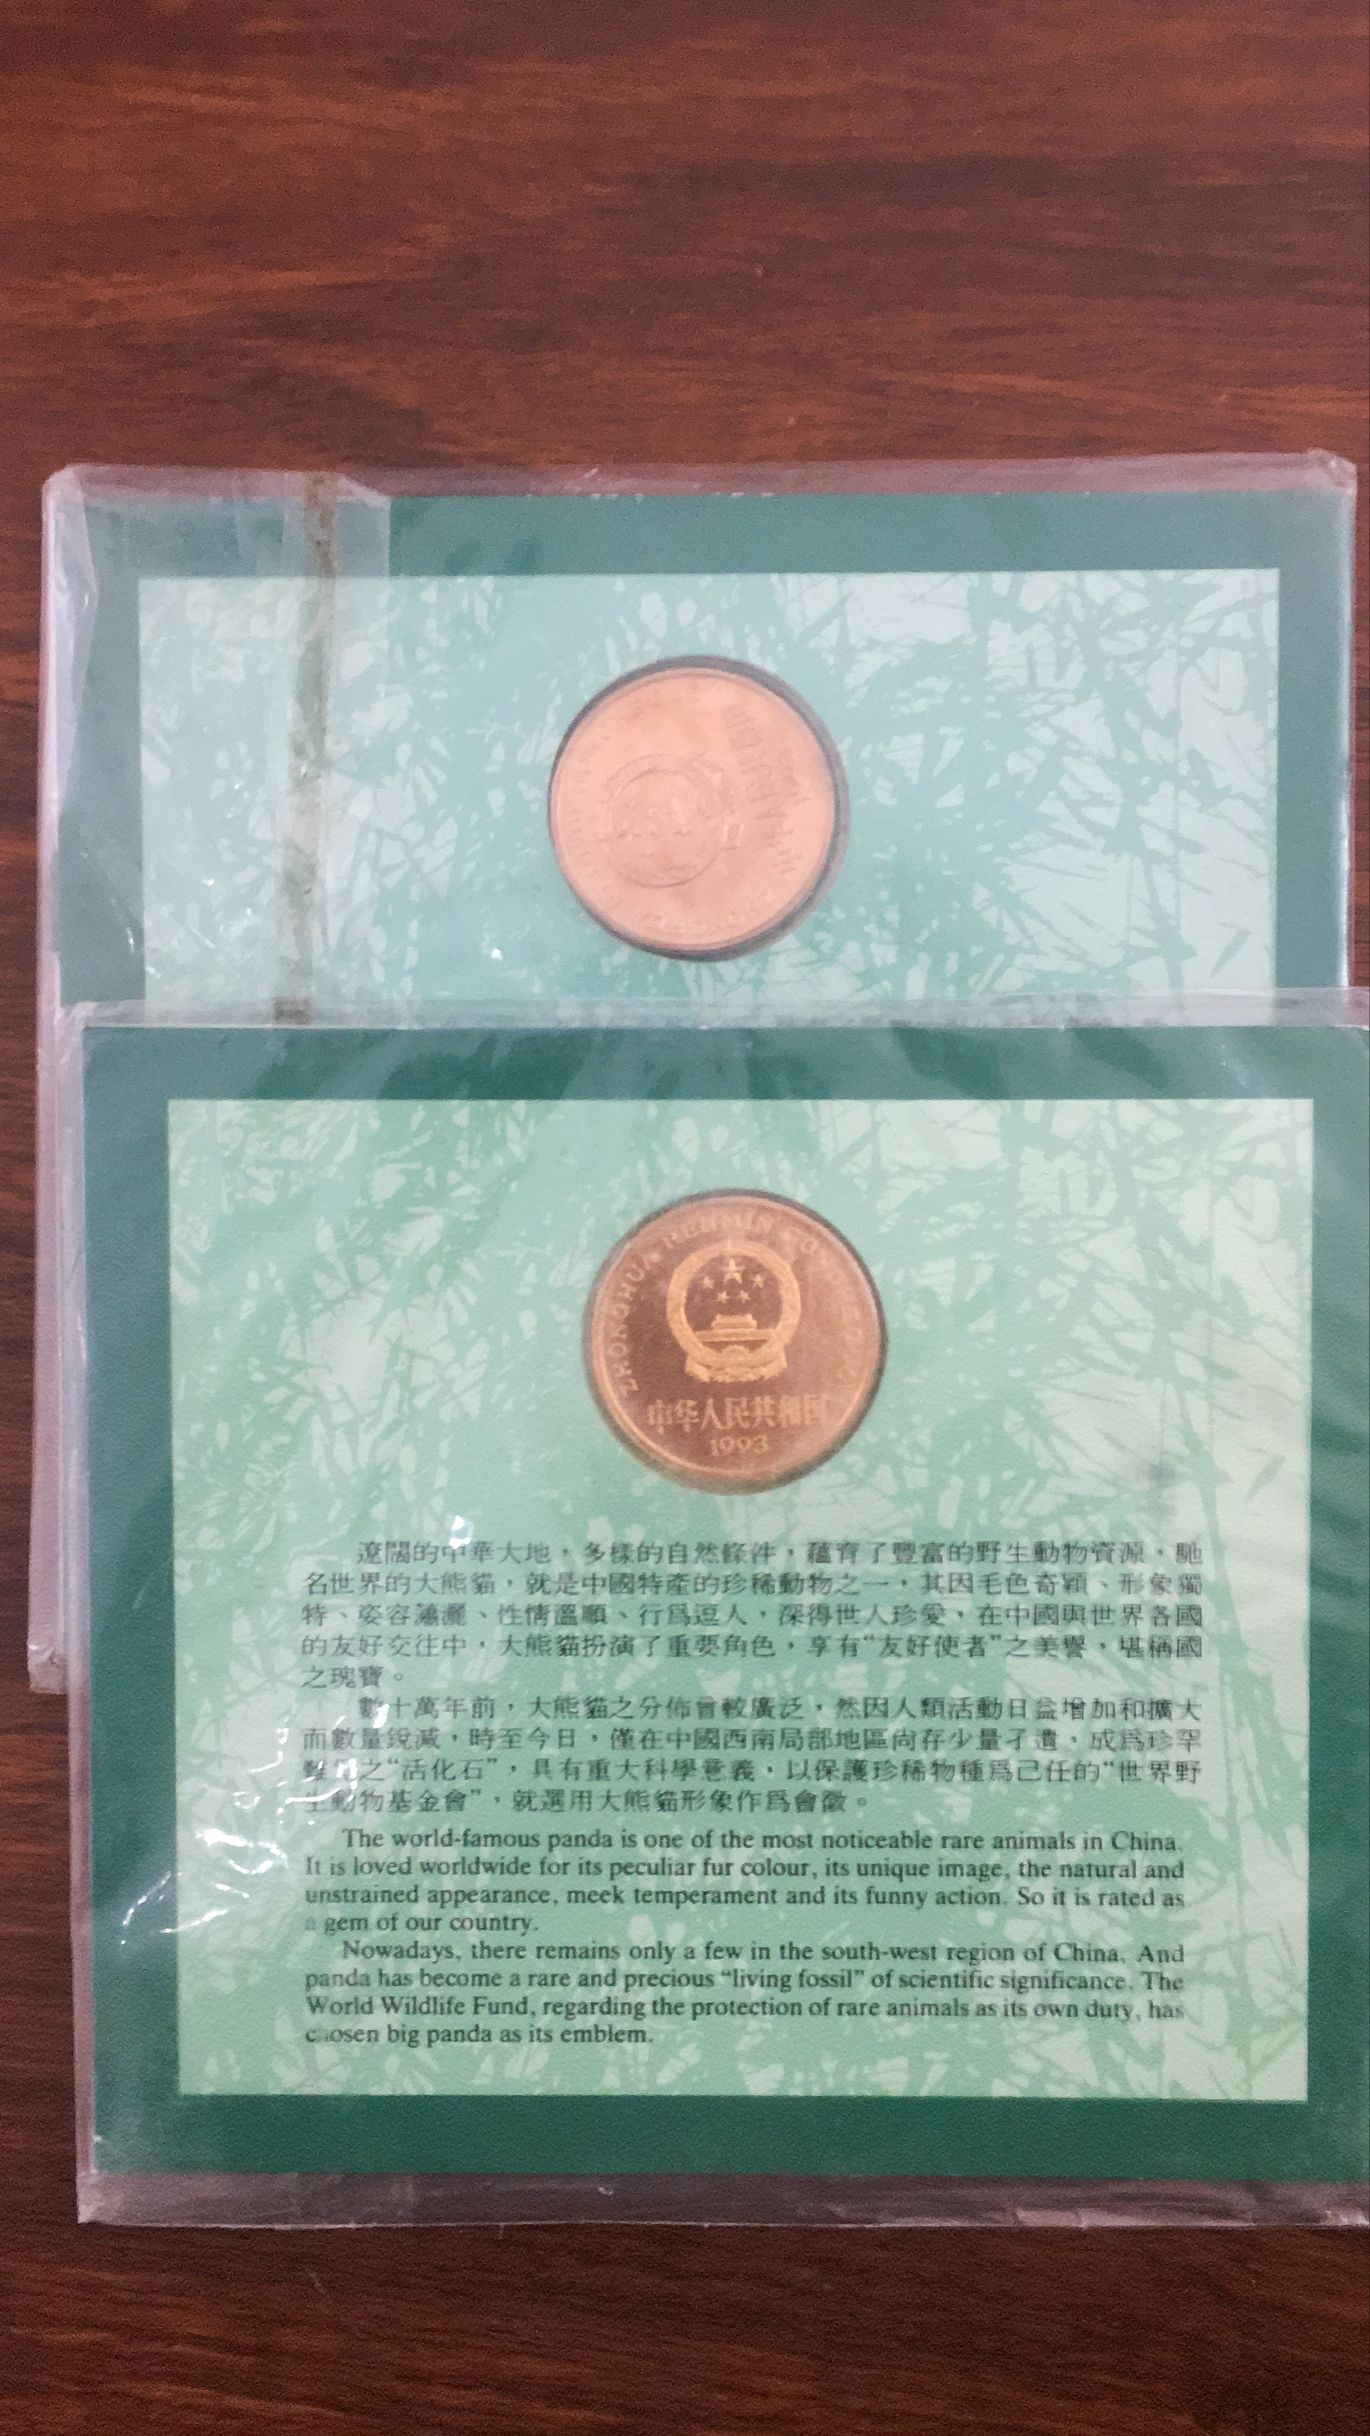 ZHONGHUA RENMIN GONGHEGUO
中华人民共和国
1993
遼闊的中華大地，多樣的自然條件，蘊育了豐富的野生動物資源。馳
名世界的大熊貓，就是中國特產的珍稀動物之一，其因毛色奇穎、形象獨
特、姿容瀟灑、性情溫順、行爲逗人，深得世人珍愛，在中國與世界各國
的友好交往中，大熊貓扮演了重要角色，享有“友好使者”之美譽，堪稱國
之瑰寶。
數十萬年前，大熊貓之分佈曾較廣泛，然因人類活動日益增加和擴大
而數量銳減，時至今日，僅在中國西南局部地區尚存少量孑遺，成爲珍罕
之“活化石”，具有重大科學意義，以保護珍稀物種爲己任的“世界野
生動物基金會”，就選用大熊貓形象作爲會徽。
The world-famous panda is one of the most noticeable rare animals in China.
It is loved worldwide for its peculiar fur colour, its unique image, the natural and
unstrained appearance, meek temperament and its funny action. So it is rated as
a gem of our country.
Nowadays, there remains only a few in the south-west region of China. And
panda has become a rare and precious “living fossil” of scientific significance. The
World Wildlife Fund, regarding the protection of rare animals as its own duty, has
chosen big panda as its emblem.